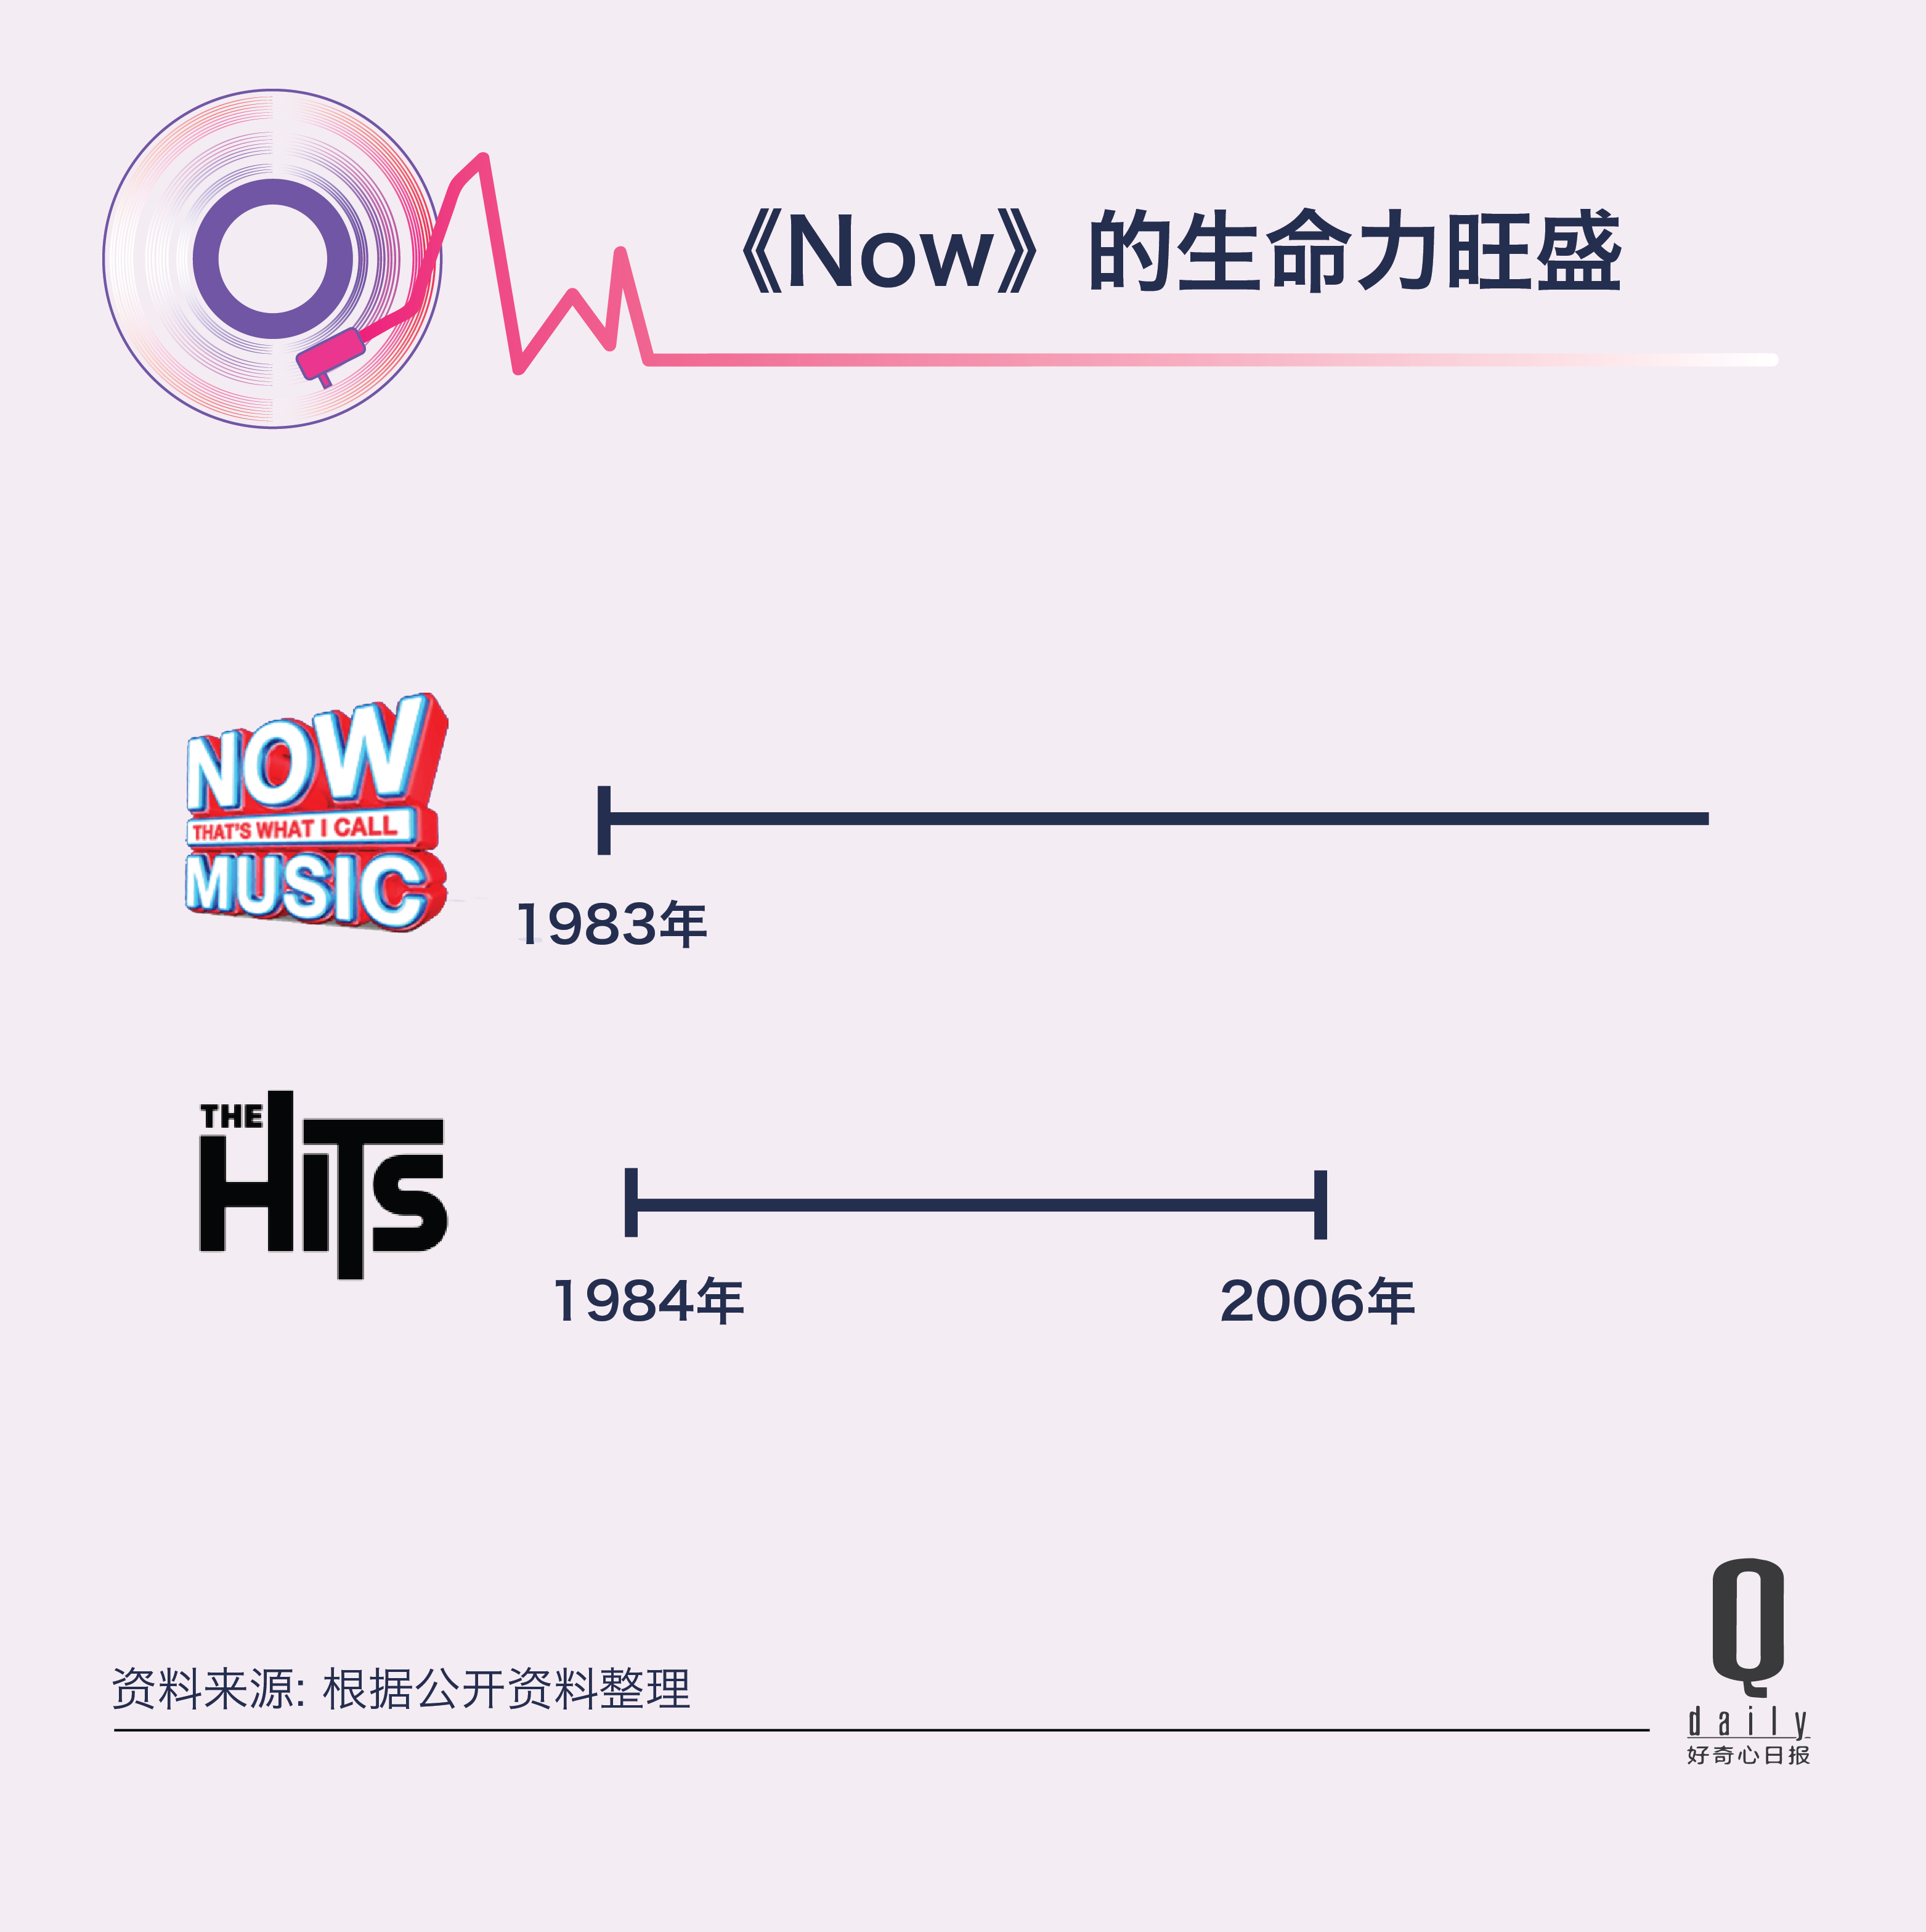 《Now》 的生命力旺盛
NOW
THAT'S WHAT I CALL
MUSIC
1983年
THE
HiTS
1984年
2006年
资料来源: 根据公开资料整理
Q
daily
好奇心日报